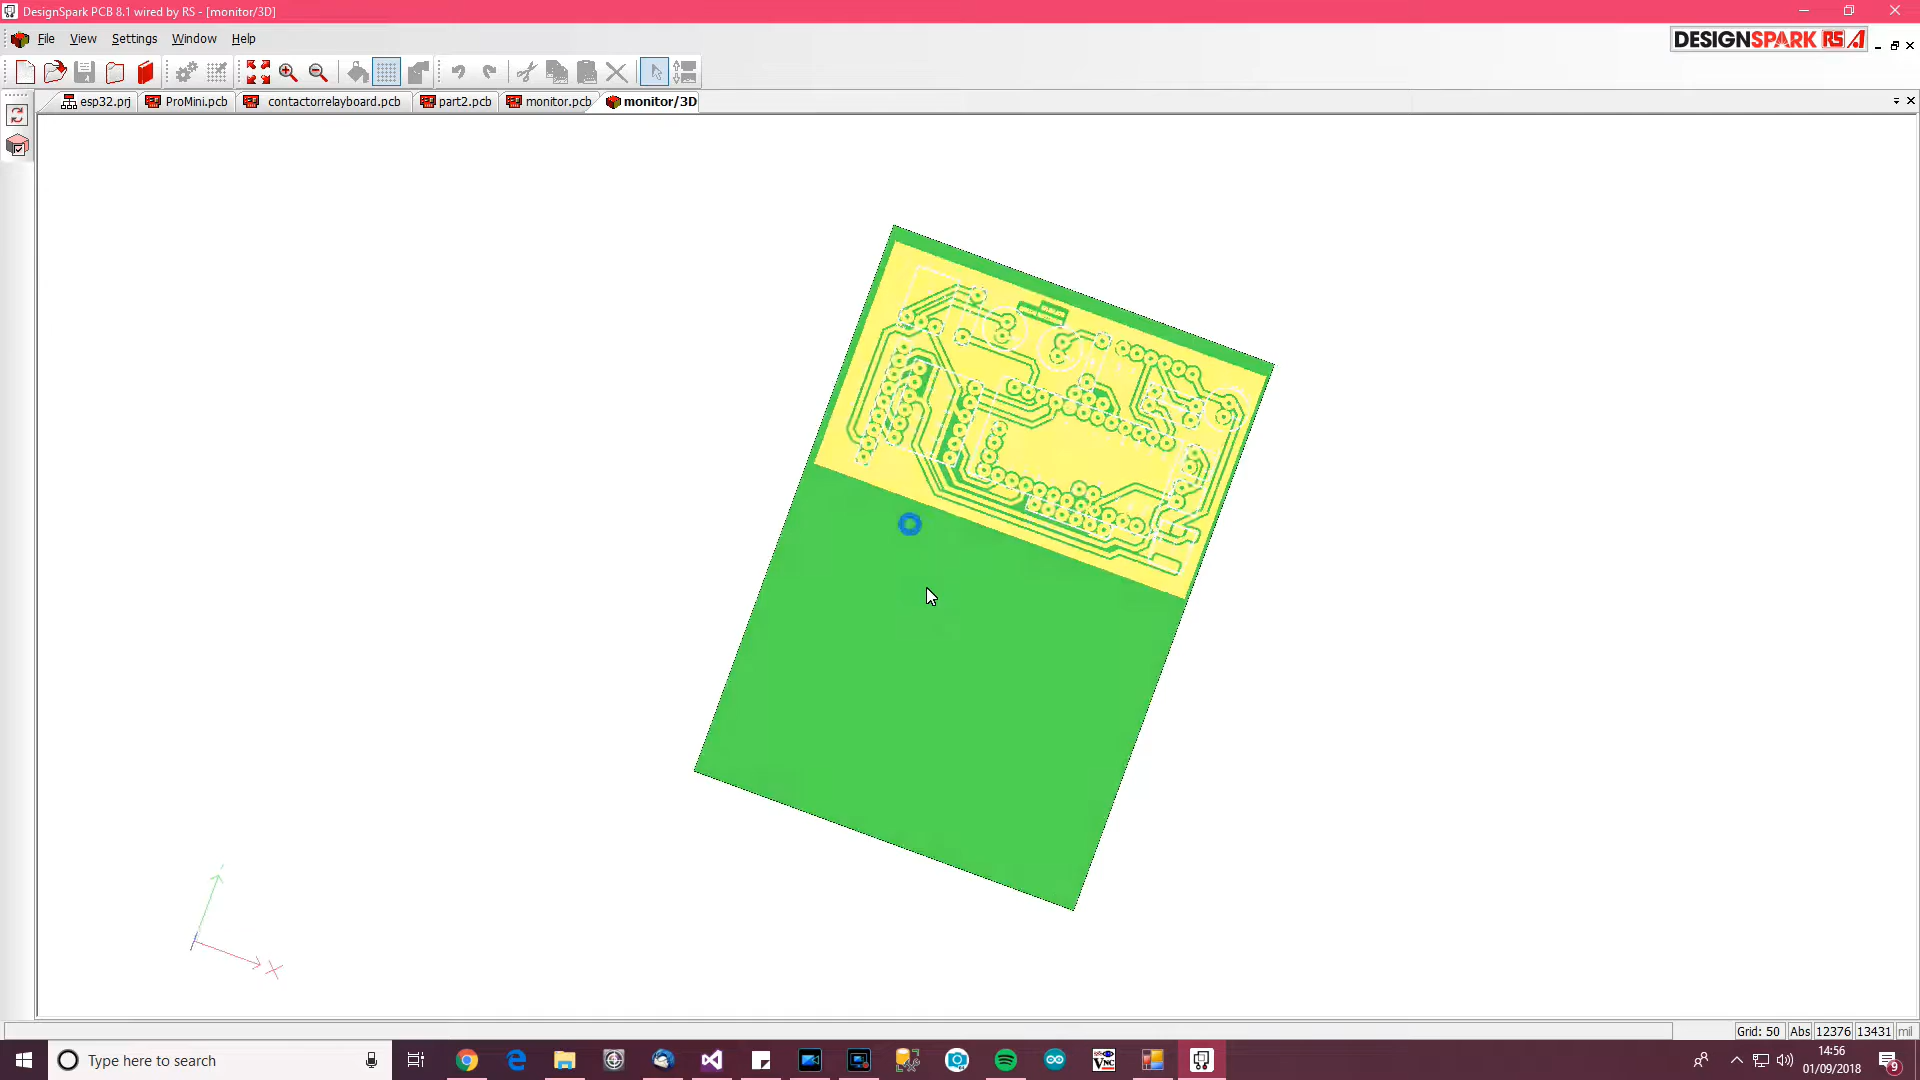 DesignSpark PCB 8.1 wired by RS - [monitor/3D]
File View Settings Window Help
DESIGNSPARK RS
esp32.prj ProMini.pcb contactorrelayboard.pcb part2.pcb monitor.pcb monitor/3D
X
Grid: 50 Abs 12376 13431 mil
Type here to search
14:56
01/09/2018
9